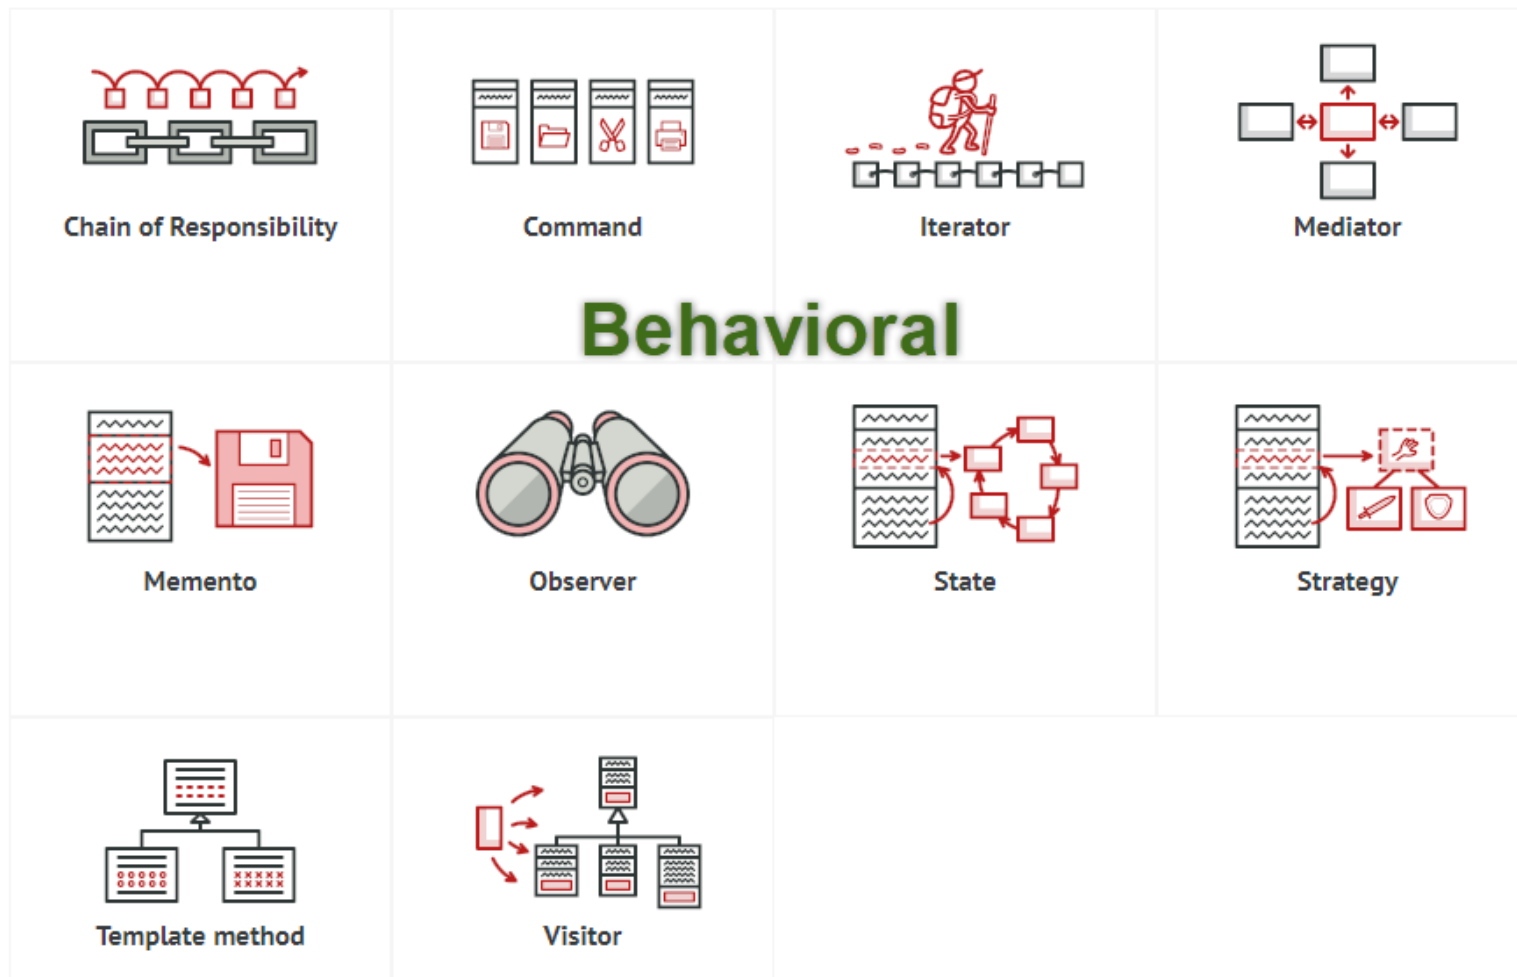 Chain of Responsibility
Command
Iterator
Mediator
Behavioral
Memento
Observer
State
Strategy
Template method
Visitor